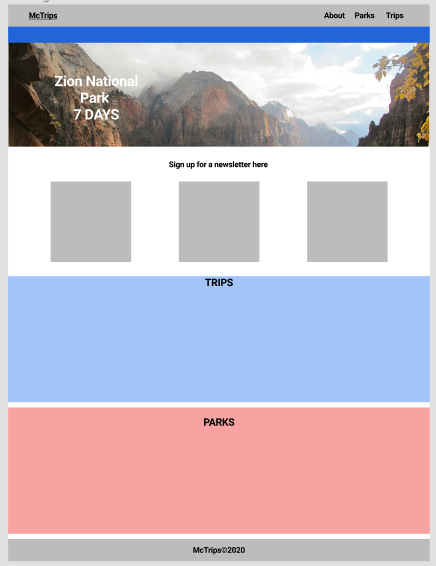 McTrips
About Parks Trips
Zion National
Park
7 DAYS
Sign up for a newsletter here
TRIPS
PARKS
McTrips©2020